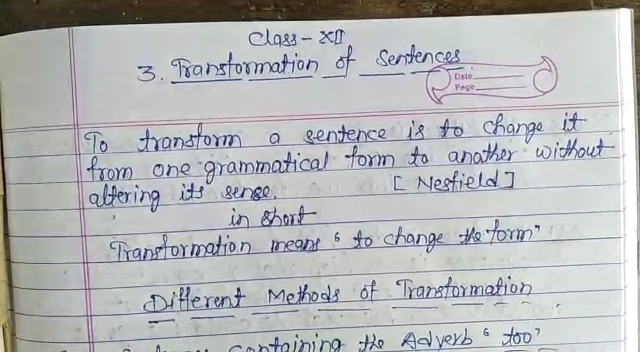 Class - XII
3. Transformation of Sentences
Date
Page
To transform a sentence is to change it
from one grammatical form to another without
altering its sense. [ Nesfield ]
in short
Transformation means ‘ to change the form”
Different Methods of Transformation
containing the Adverb ‘ too’